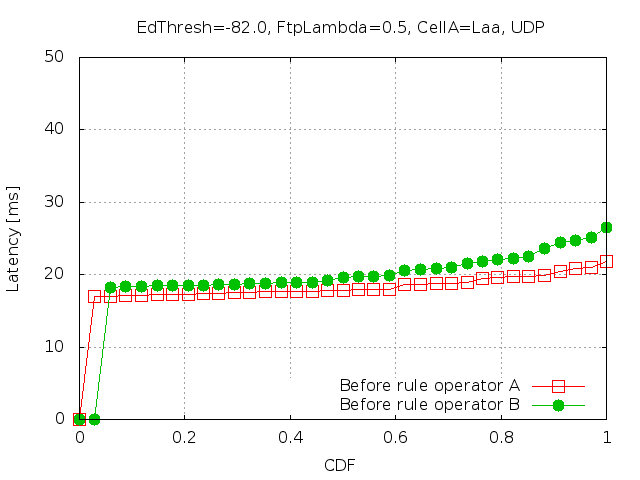 EdThresh=-82.0, FtpLambda=0.5, CellA=Laa, UDP
50
40
30
20
10
0
Latency [ms]
Before rule operator A
Before rule operator B
0 0.2 0.4 0.6 0.8 1
CDF